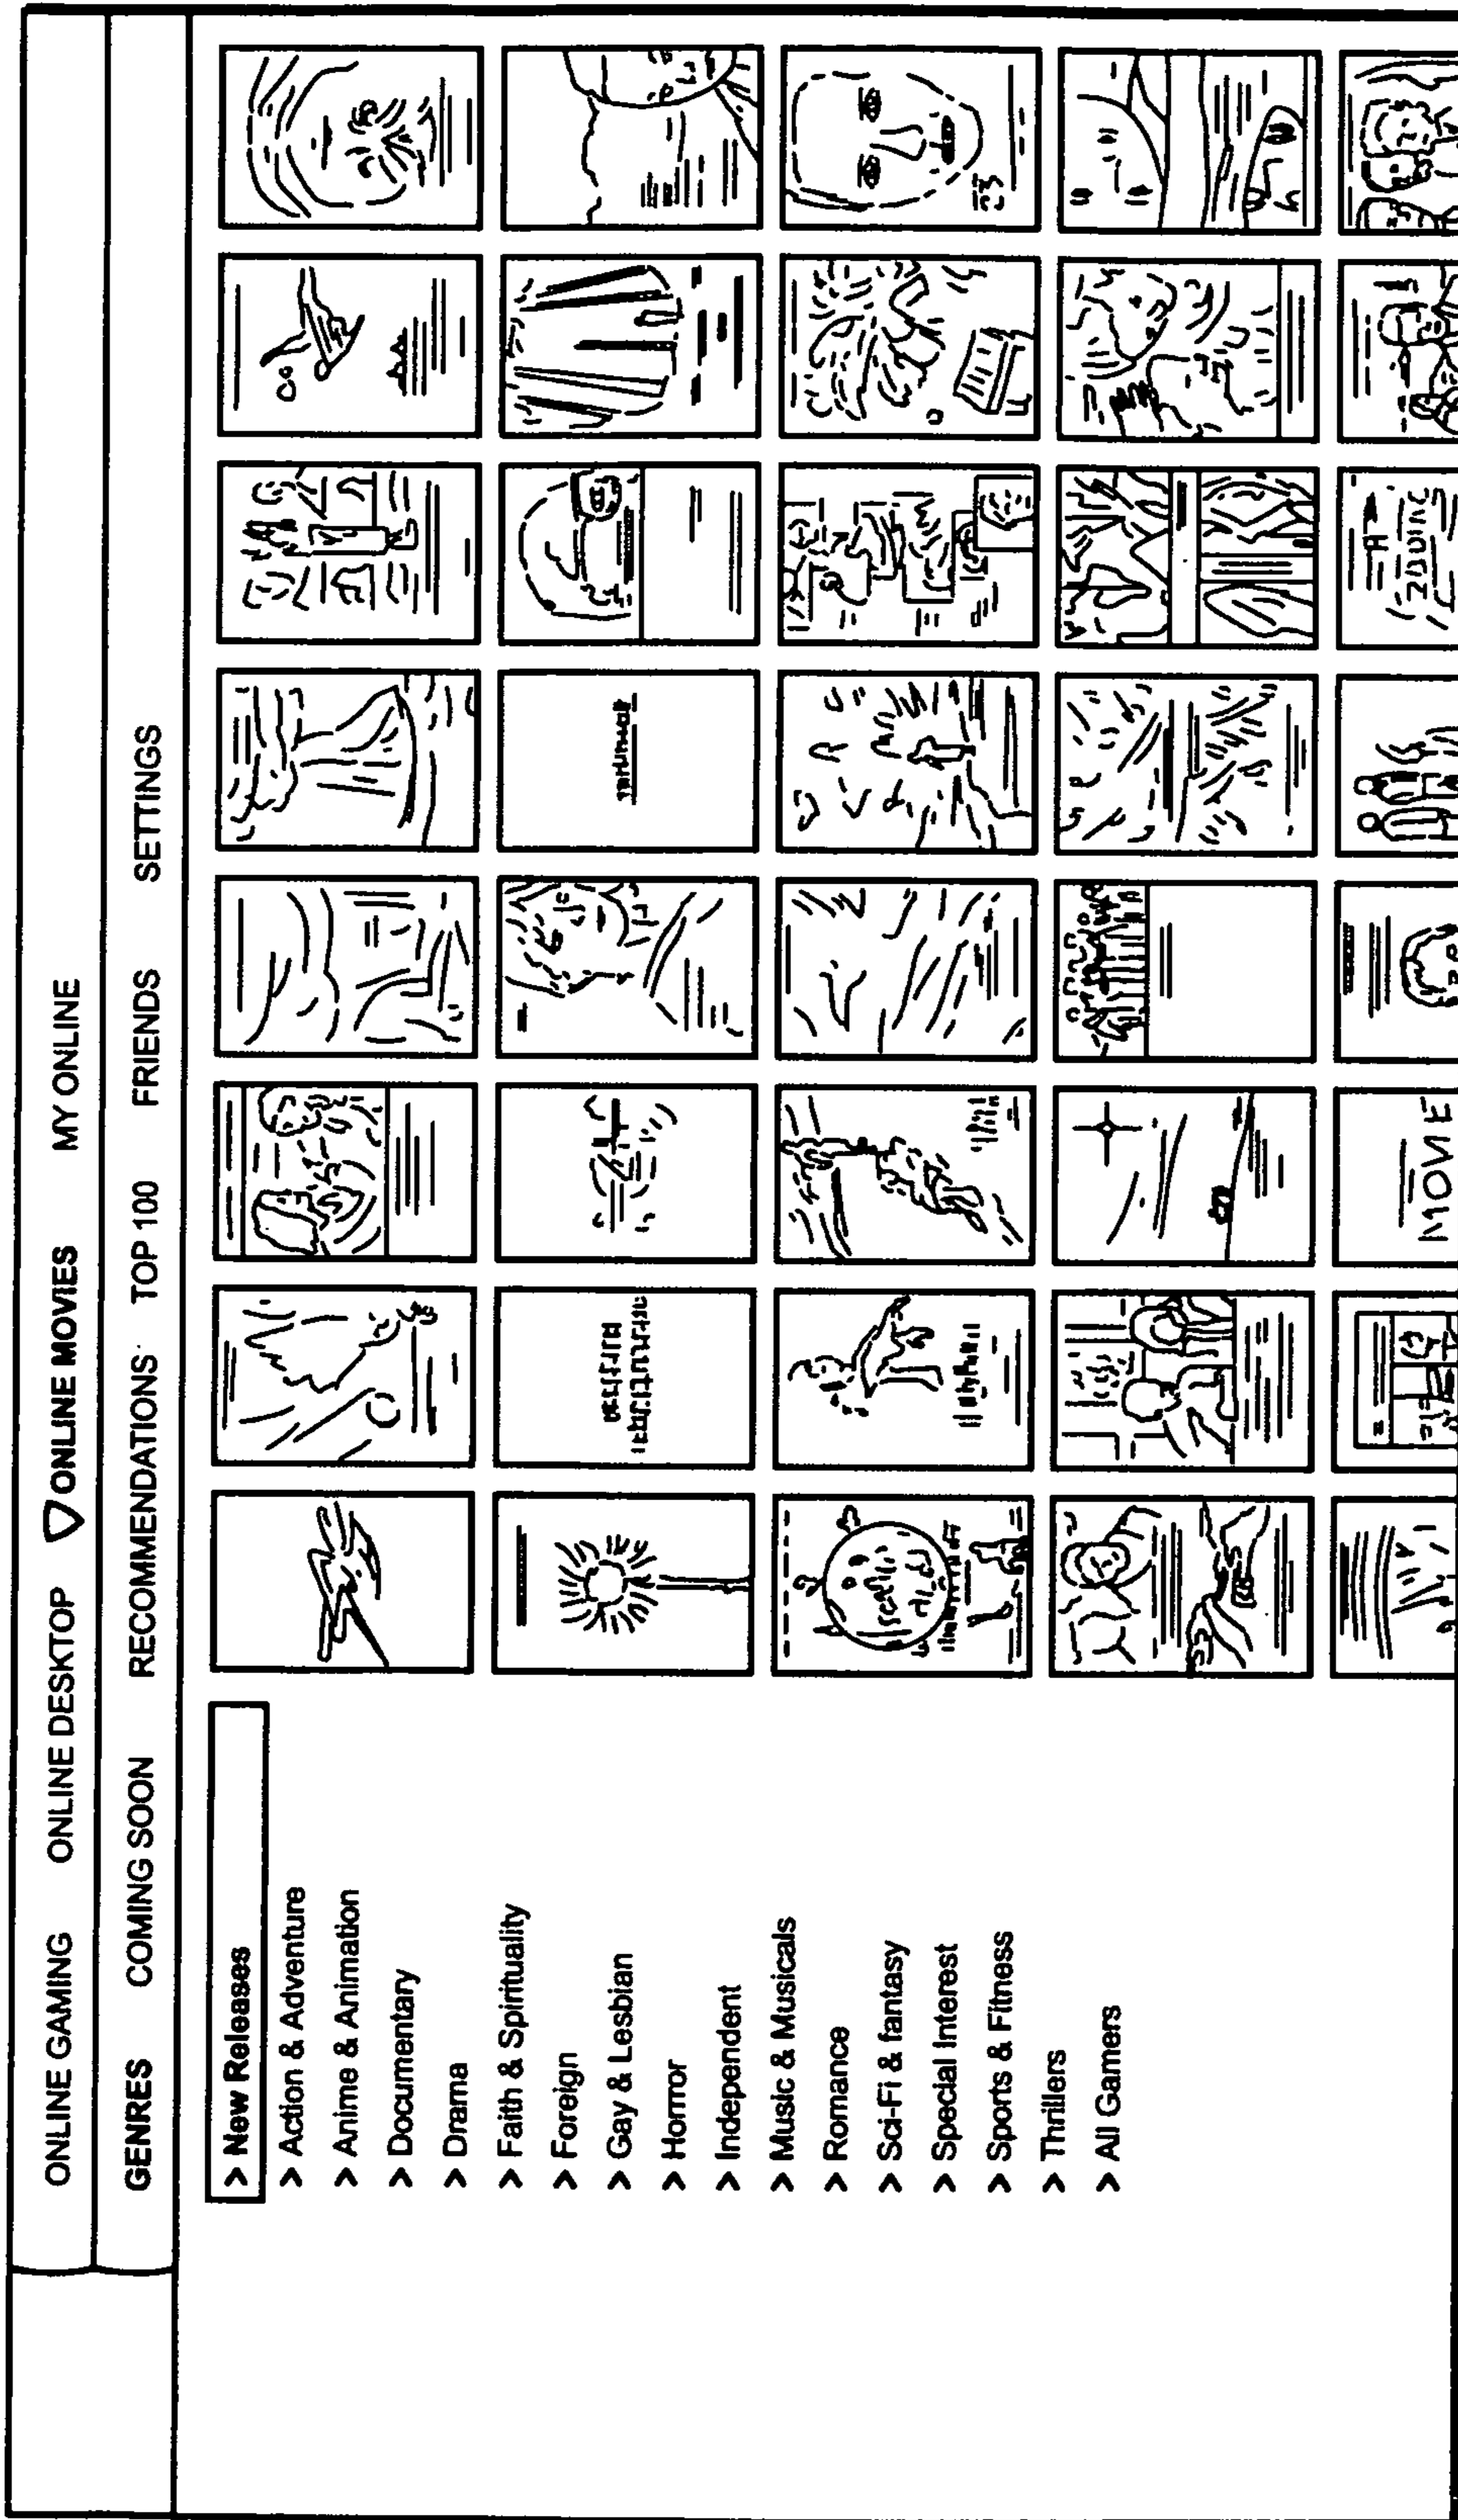 ONLINE GAMING ONLINE DESKTOP ONLINE MOVIES MY ONLINE
GENRES COMING SOON RECOMMENDATIONS TOP 100 FRIENDS SETTINGS
> New Releases
> Action & Adventure
> Anime & Animation
> Documentary
> Drama
> Faith & Spirituality
> Foreign
> Gay & Lesbian
> Horror
> Independent
> Music & Musicals
> Romance
> Sci-Fi & fantasy
> Special Interest
> Sports & Fitness
> Thrillers
> All Gamers
23
MOVIE
A